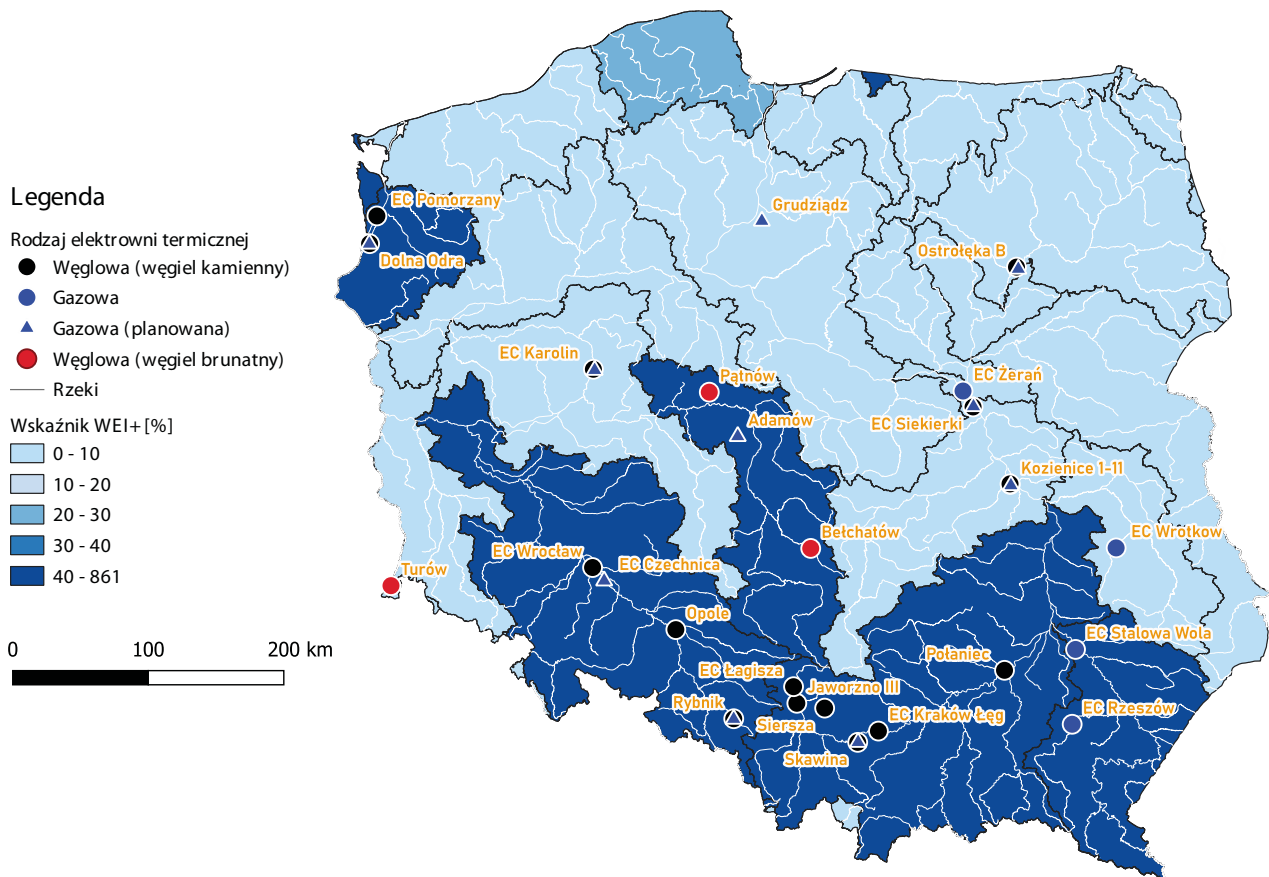 Legenda
Rodzaj elektrowni termicznej
Węglowa (węgiel kamienny)
Gazowa
Gazowa (planowana)
Węglowa (węgiel brunatny)
Rzeki
Wskaźnik WEI+ [%]
0 - 10
10 - 20
20 - 30
30 - 40
40 - 861
0 100 200 km
EC Pomorzany
Dolna Odra
Grudziądz
Ostrołęka B
EC Karolin
Pątnów
EC Żerań
Adamów
EC Siekierki
Kozienice 1-11
Bełchatów
EC Wrotkow
EC Wrocław
EC Czechnica
Turów
Opole
EC Stalowa Wola
Połaniec
EC Łagisza
Jaworzno III
Rybnik
Siersza
EC Kraków Łęg
EC Rzeszów
Skawina